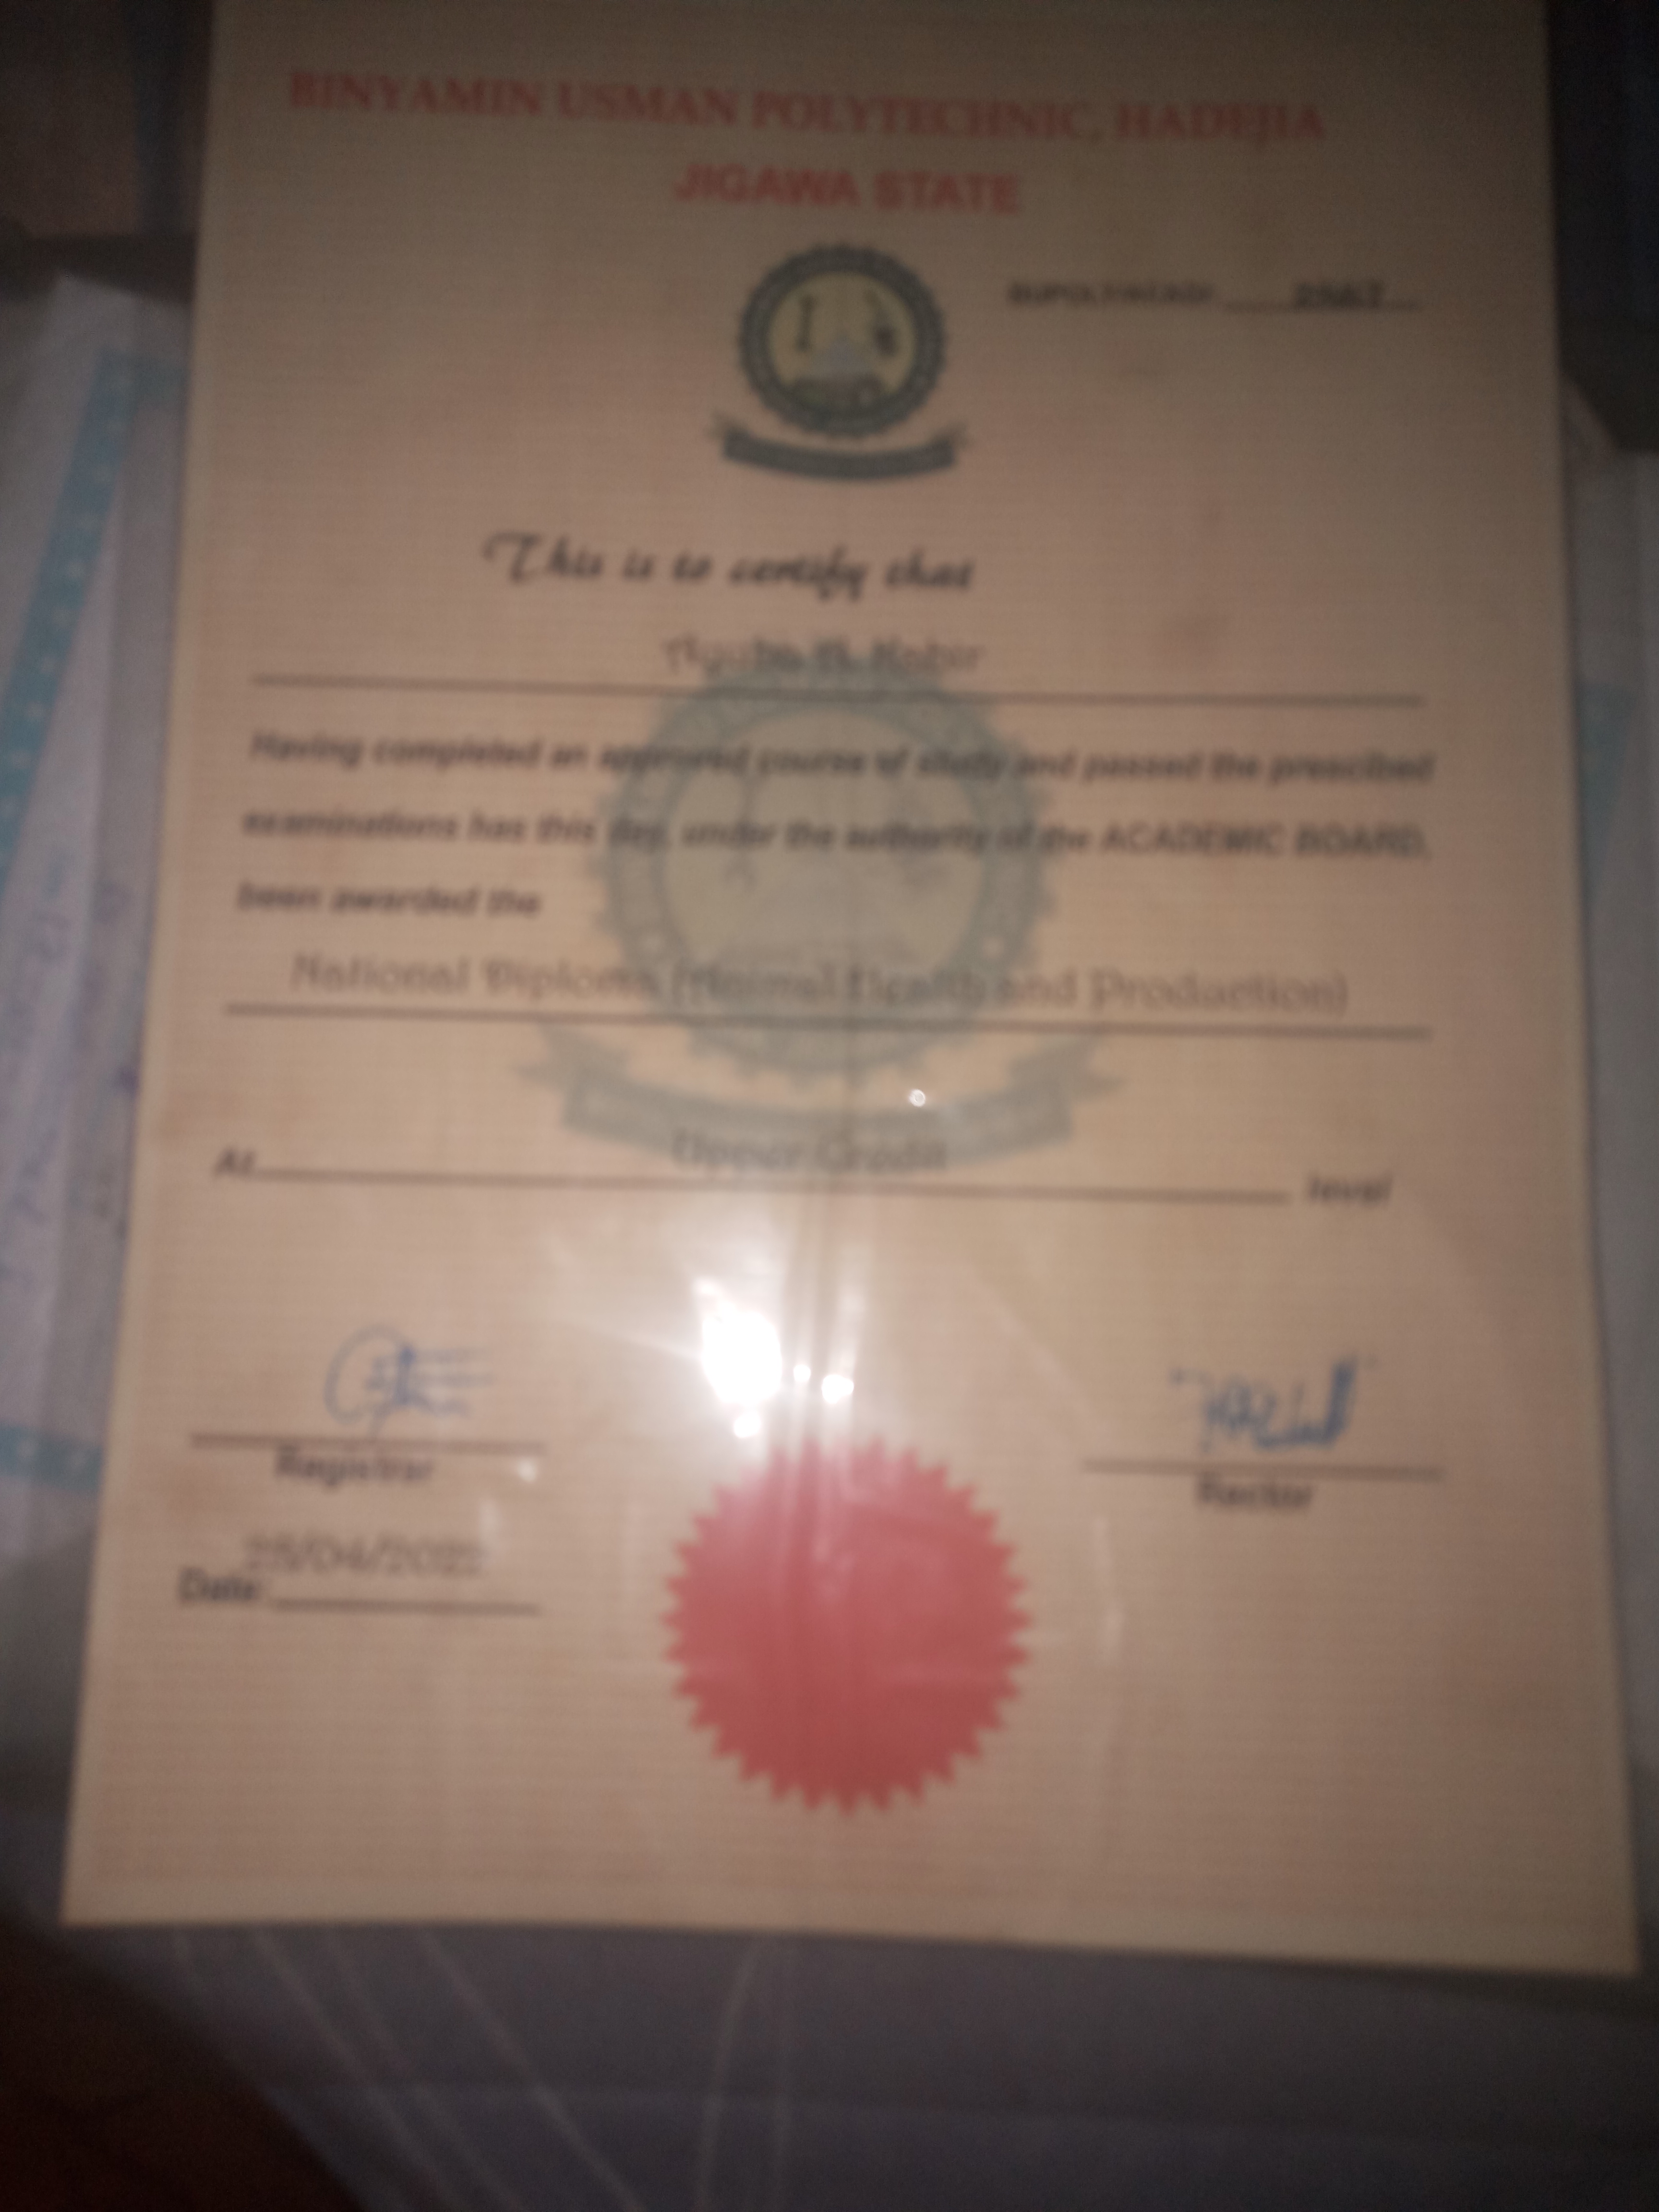 BINYAMIN USMAN POLYTECHNIC, HADEJIA
JIGAWA STATE
This is to certify that
Having completed an approved course of study and passed the prescibed
examinations has this day, under the authority of the ACADEMIC BOARD,
been awarded the
National Diploma (Animal Health and Production)
At Upper Credit level
Registrar
Rector
Date: